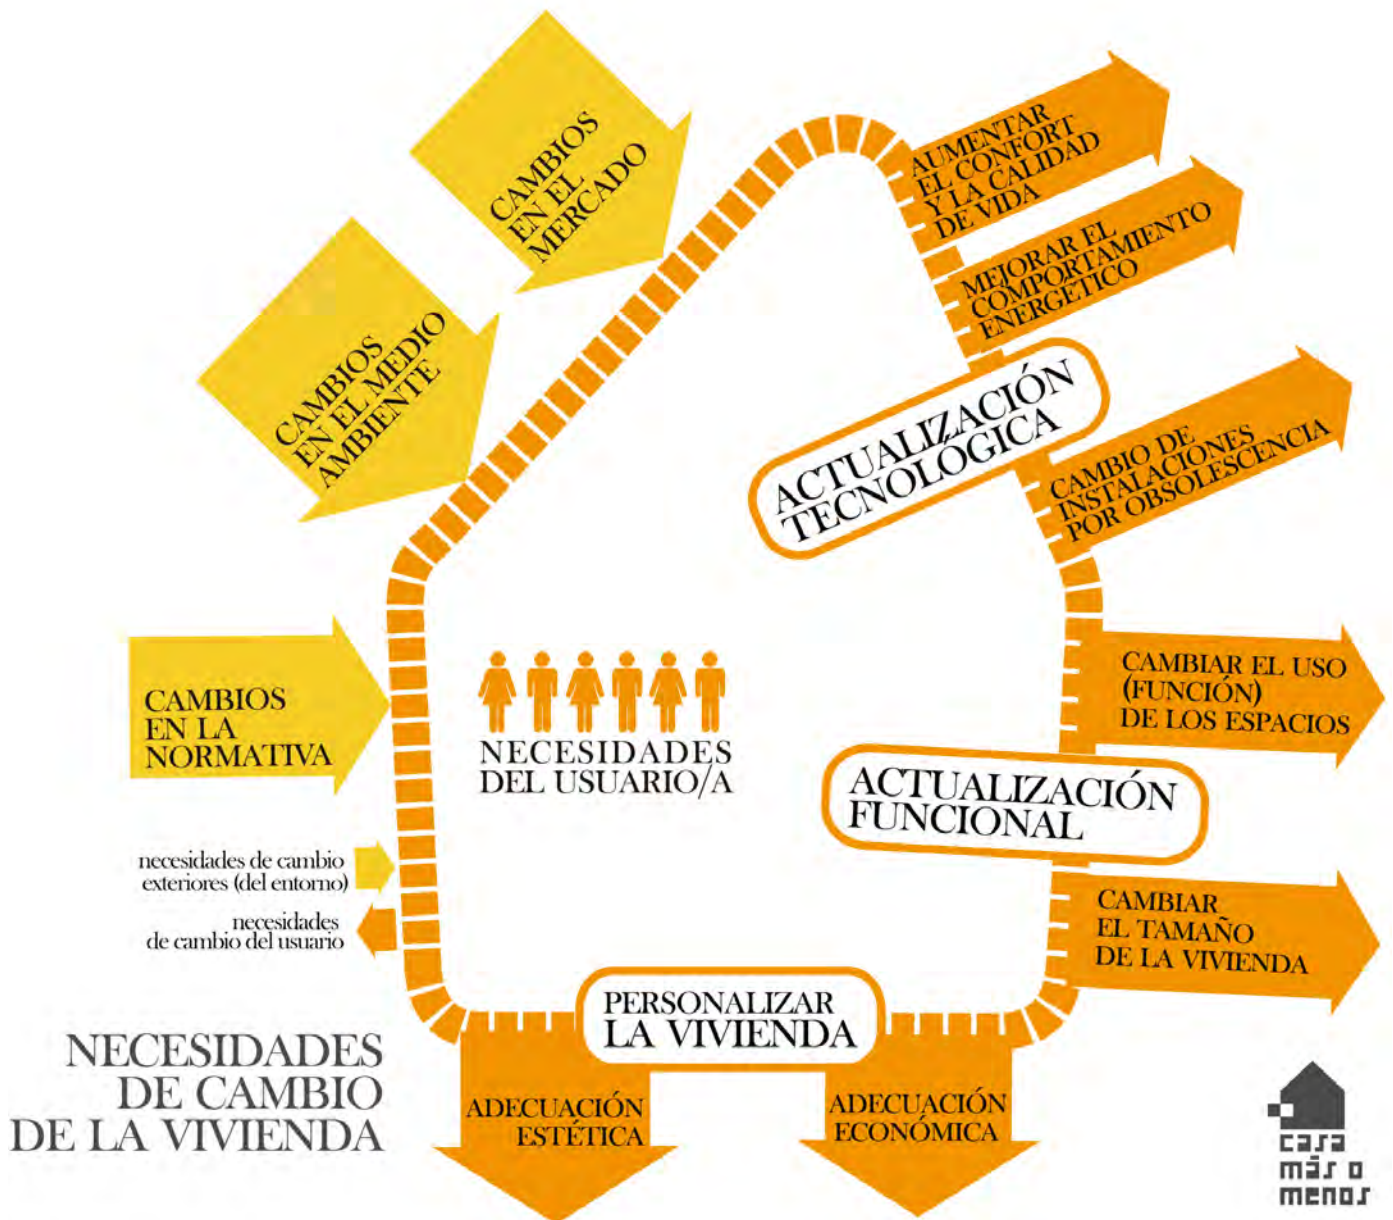 CAMBIOS
EN EL
MERCADO
CAMBIOS
EN EL MEDIO
AMBIENTE
CAMBIOS
EN LA
NORMATIVA
necesidades de cambio
exteriores (del entorno)
necesidades
de cambio del usuario
NECESIDADES
DEL USUARIO/A
AUMENTAR
EL CONFORT
Y LA CALIDAD
DE VIDA
MEJORAR EL
COMPORTAMIENTO
ENERGÉTICO
ACTUALIZACIÓN
TECNOLÓGICA
CAMBIO DE
INSTALACIONES
POR OBSOLESCENCIA
CAMBIAR EL USO
(FUNCIÓN)
DE LOS ESPACIOS
ACTUALIZACIÓN
FUNCIONAL
CAMBIAR
EL TAMAÑO
DE LA VIVIENDA
PERSONALIZAR
LA VIVIENDA
ADECUACIÓN
ESTÉTICA
ADECUACIÓN
ECONÓMICA
NECESIDADES
DE CAMBIO
DE LA VIVIENDA
casa
más o
menos